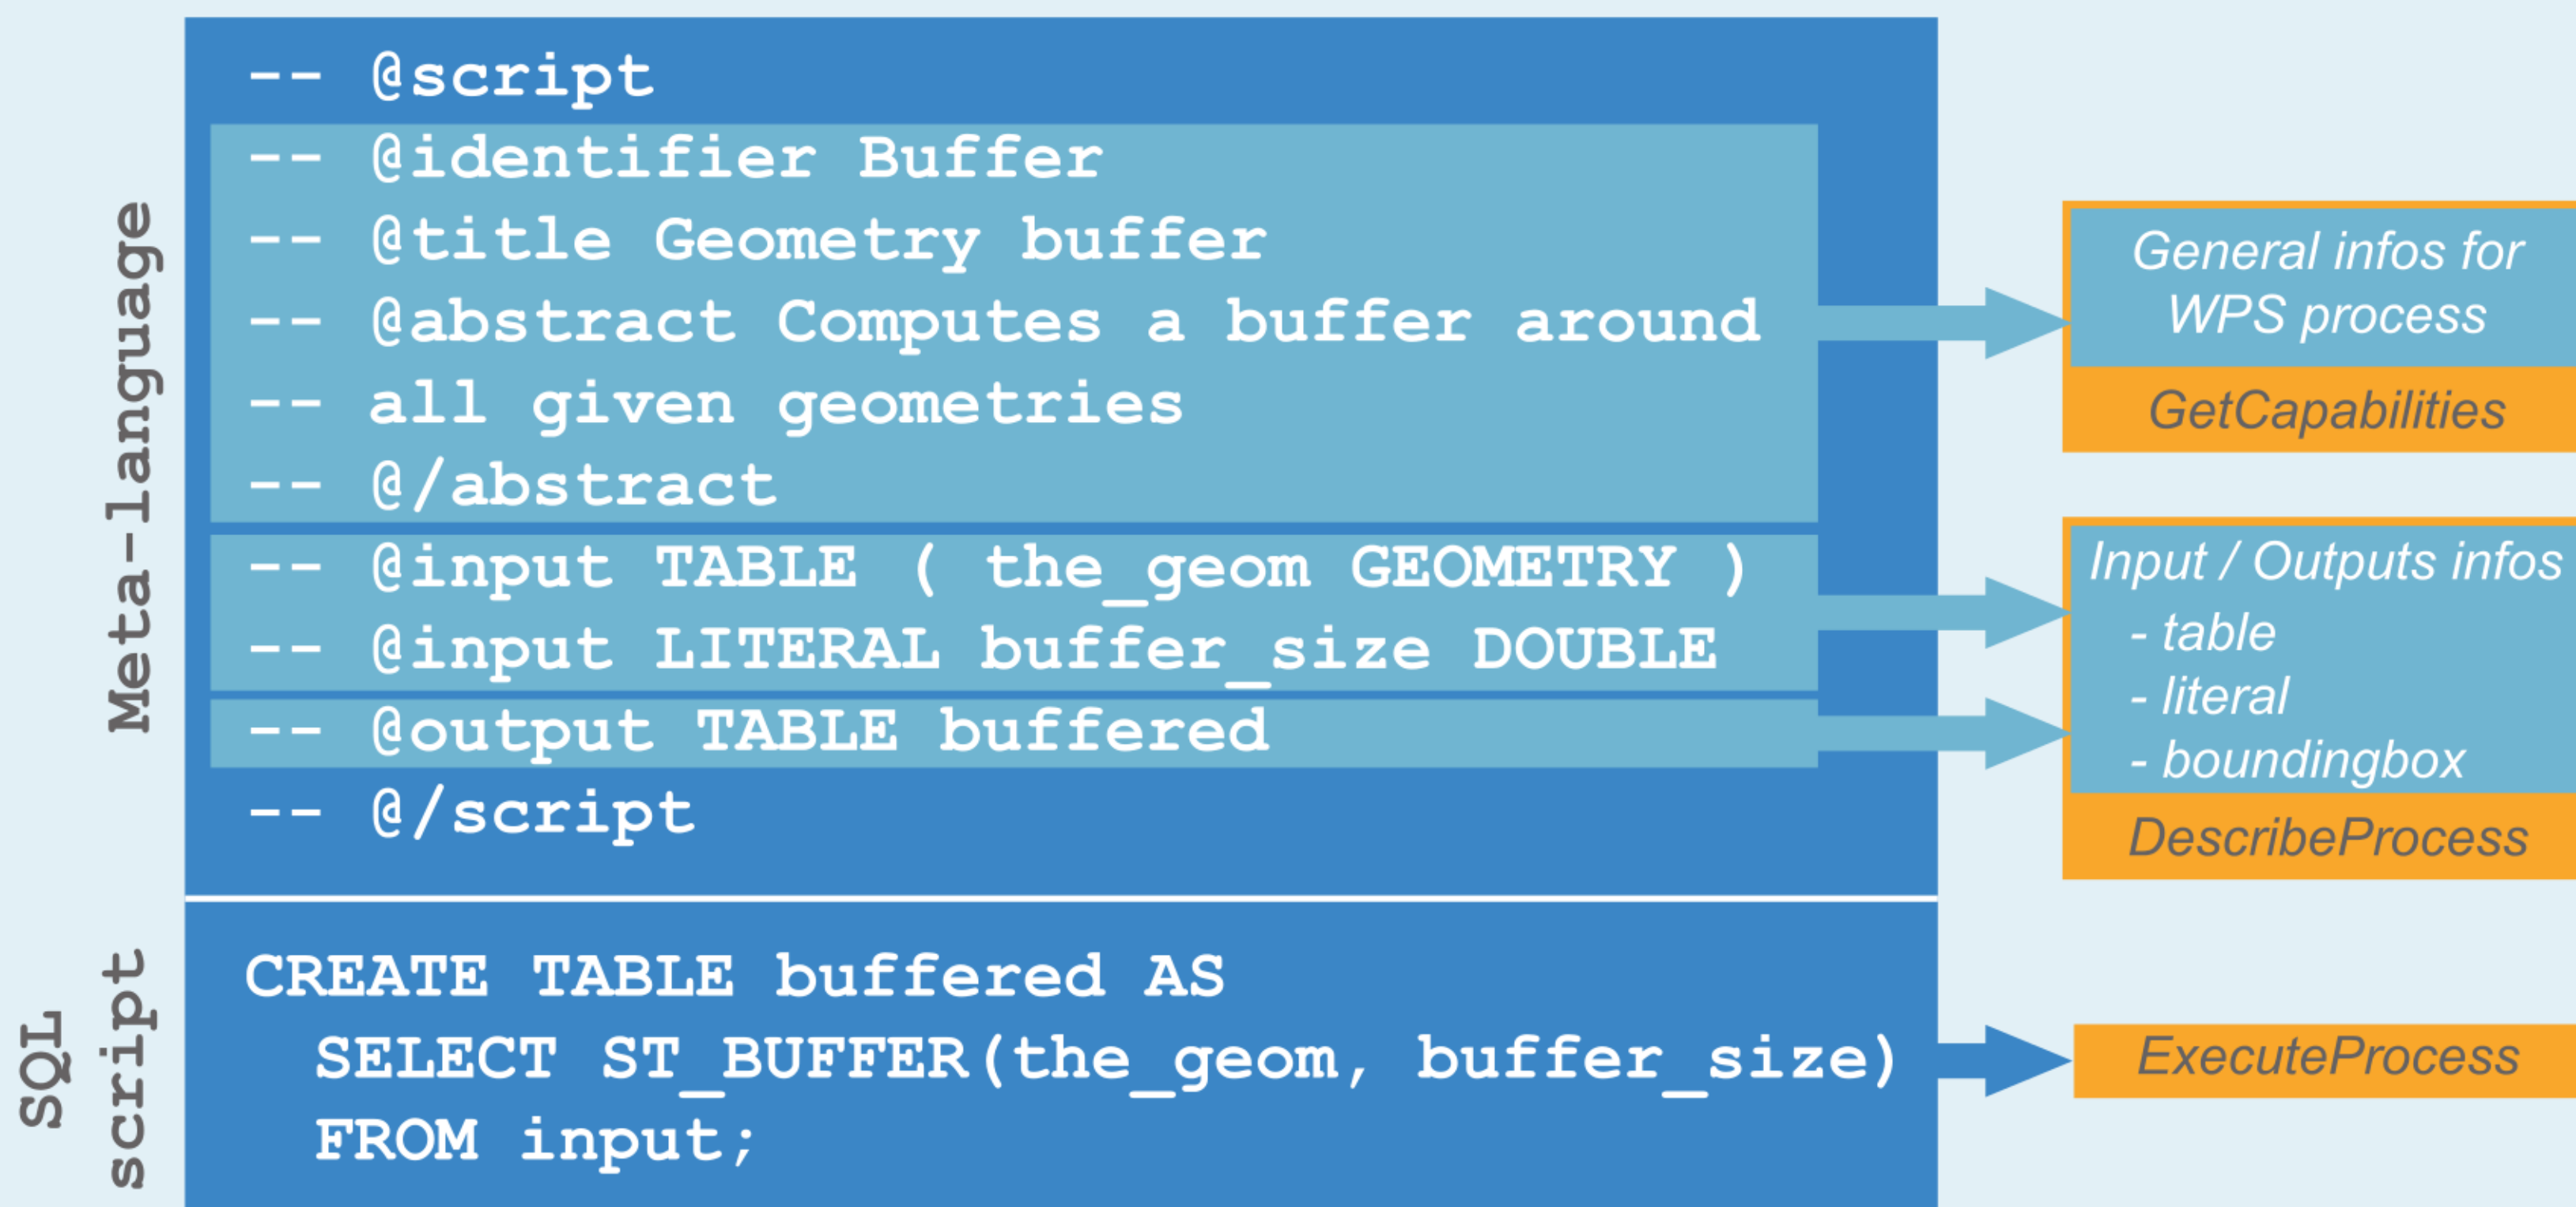 Meta-language
-- @script
-- @identifier Buffer
-- @title Geometry buffer
-- @abstract Computes a buffer around
-- all given geometries
-- @/abstract
-- @input TABLE ( the_geom GEOMETRY )
-- @input LITERAL buffer_size DOUBLE
-- @output TABLE buffered
-- @/script
General infos for
WPS process
GetCapabilities
Input / Outputs infos
- table
- literal
- boundingbox
DescribeProcess
SQL
script
CREATE TABLE buffered AS
SELECT ST_BUFFER(the_geom, buffer_size)
FROM input;
ExecuteProcess